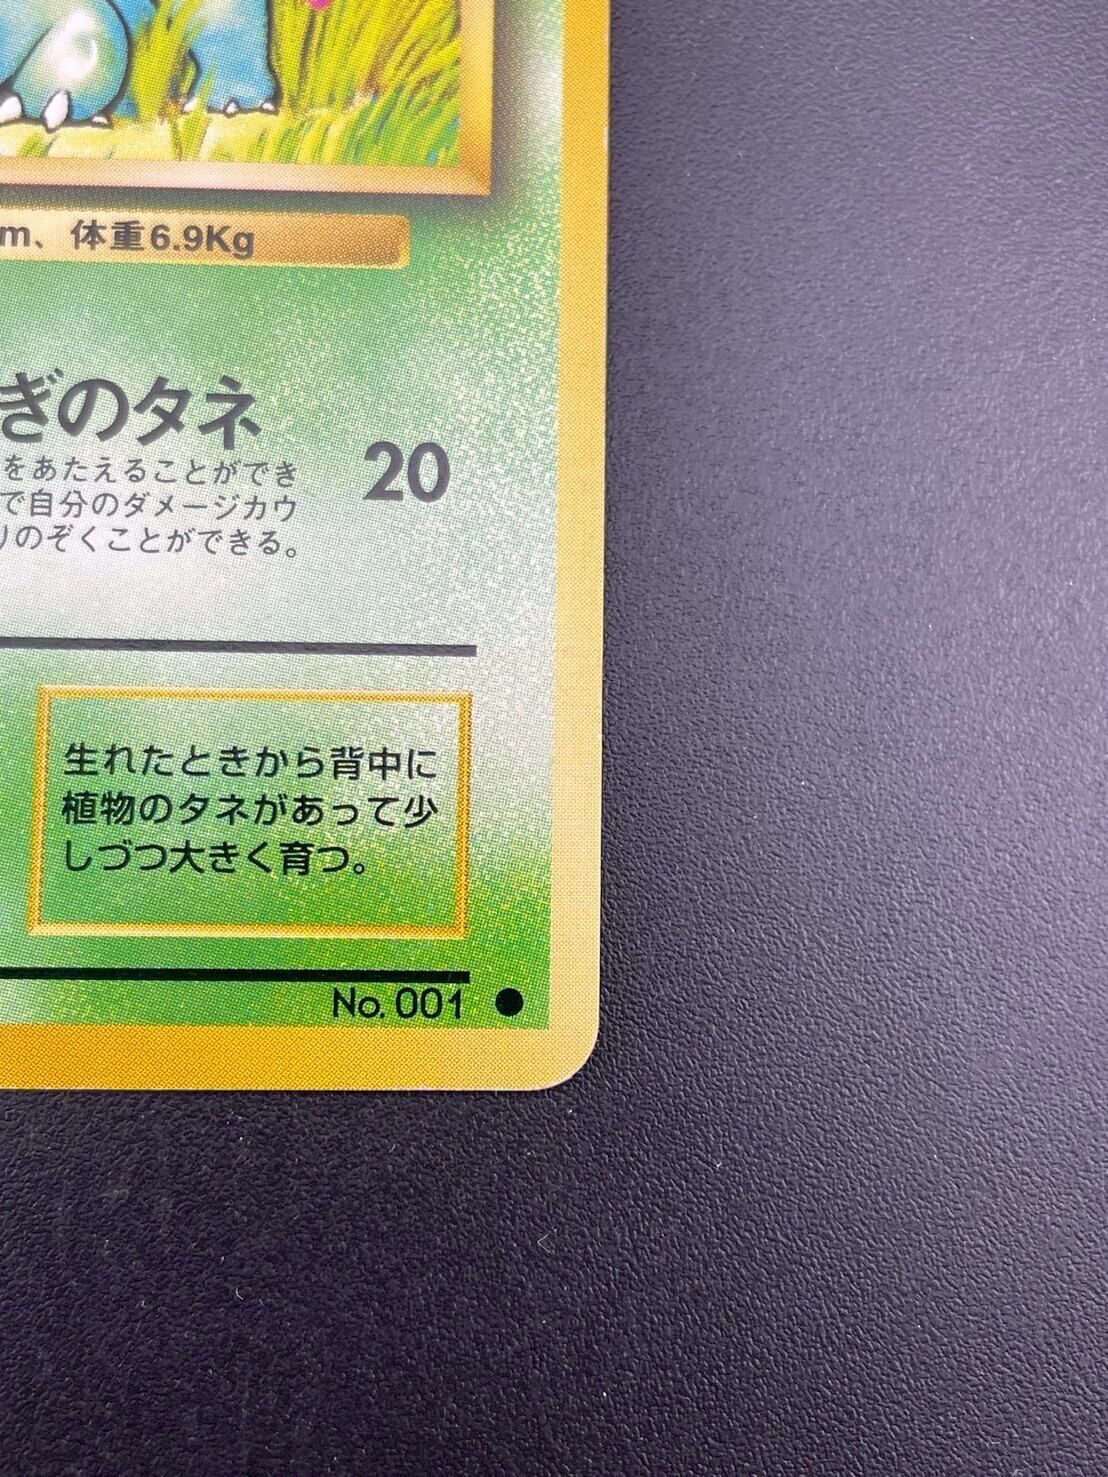 m、体重6.9Kg
ぎのタネ
をあたえることができ
20
で自分のダメージカウ
りのぞくことができる。
生れたときから背中に
植物のタネがあって少
しづつ大きく育つ。
No.001 ●